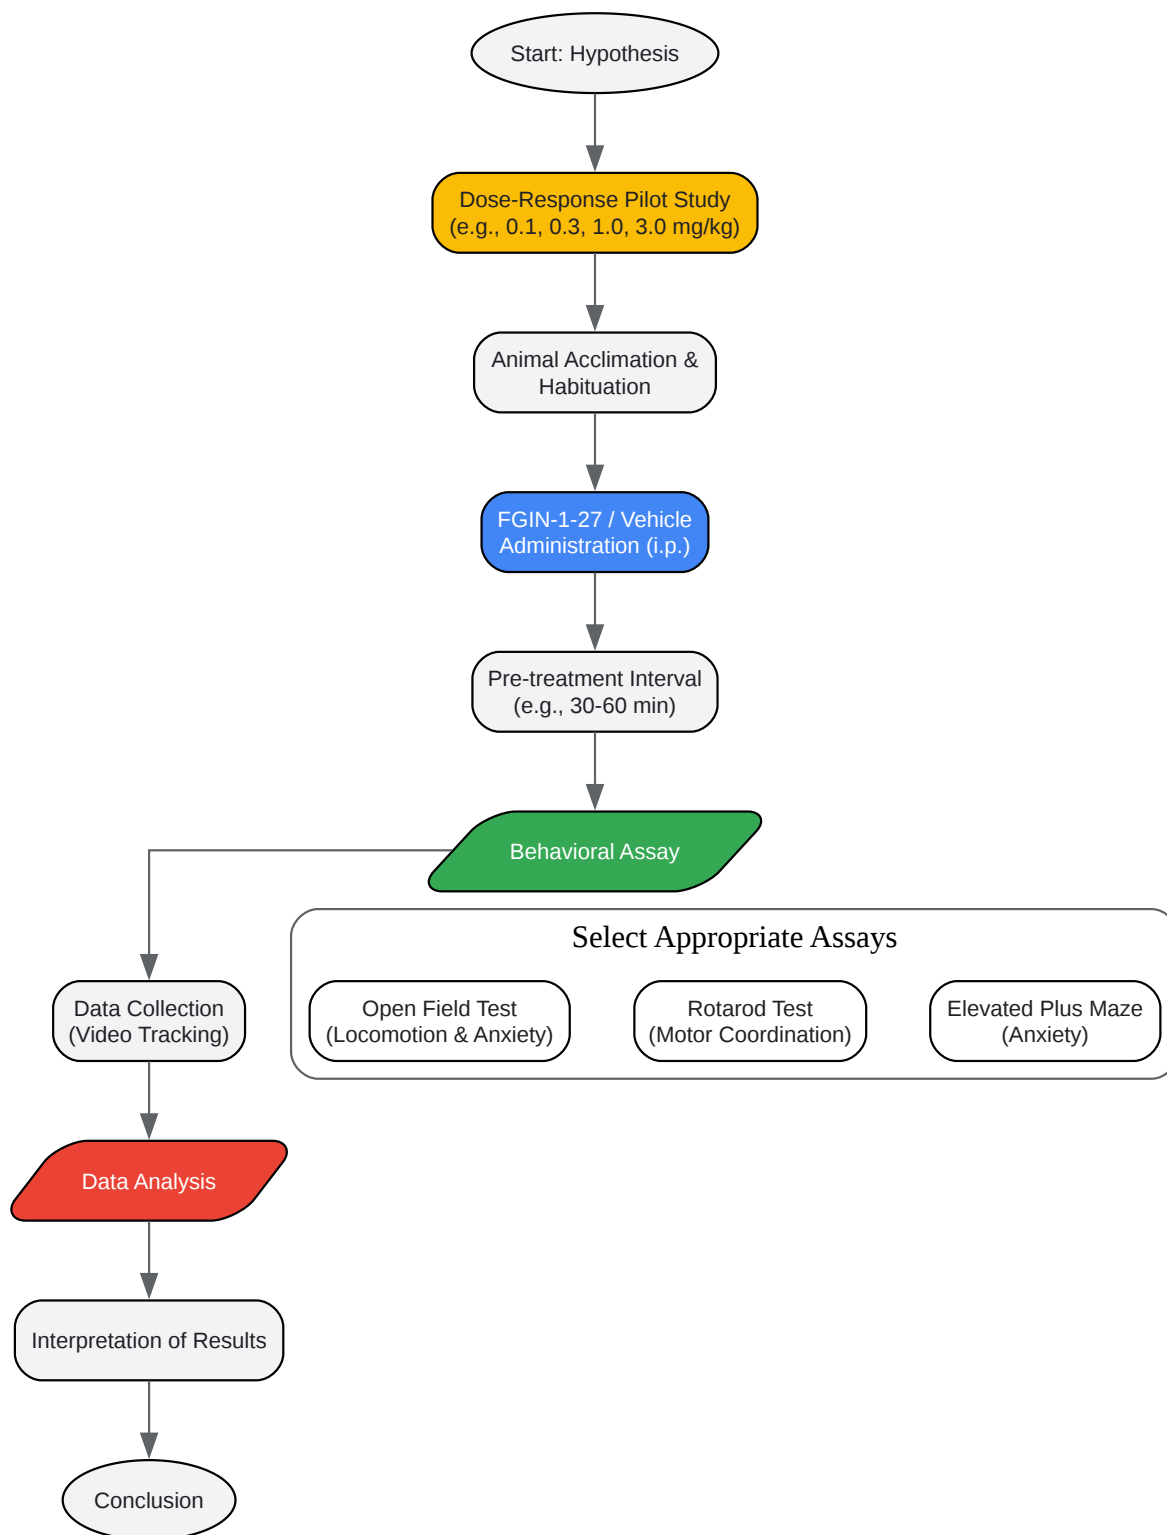 Start: Hypothesis
Dose-Response Pilot Study
(e.g., 0.1, 0.3, 1.0, 3.0 mg/kg)
Animal Acclimation &
Habituation
FGIN-1-27 / Vehicle
Administration (i.p.)
Pre-treatment Interval
(e.g., 30-60 min)
Behavioral Assay
Select Appropriate Assays
Data Collection
(Video Tracking)
Open Field Test
(Locomotion & Anxiety)
Rotarod Test
(Motor Coordination)
Elevated Plus Maze
(Anxiety)
Data Analysis
Interpretation of Results
Conclusion